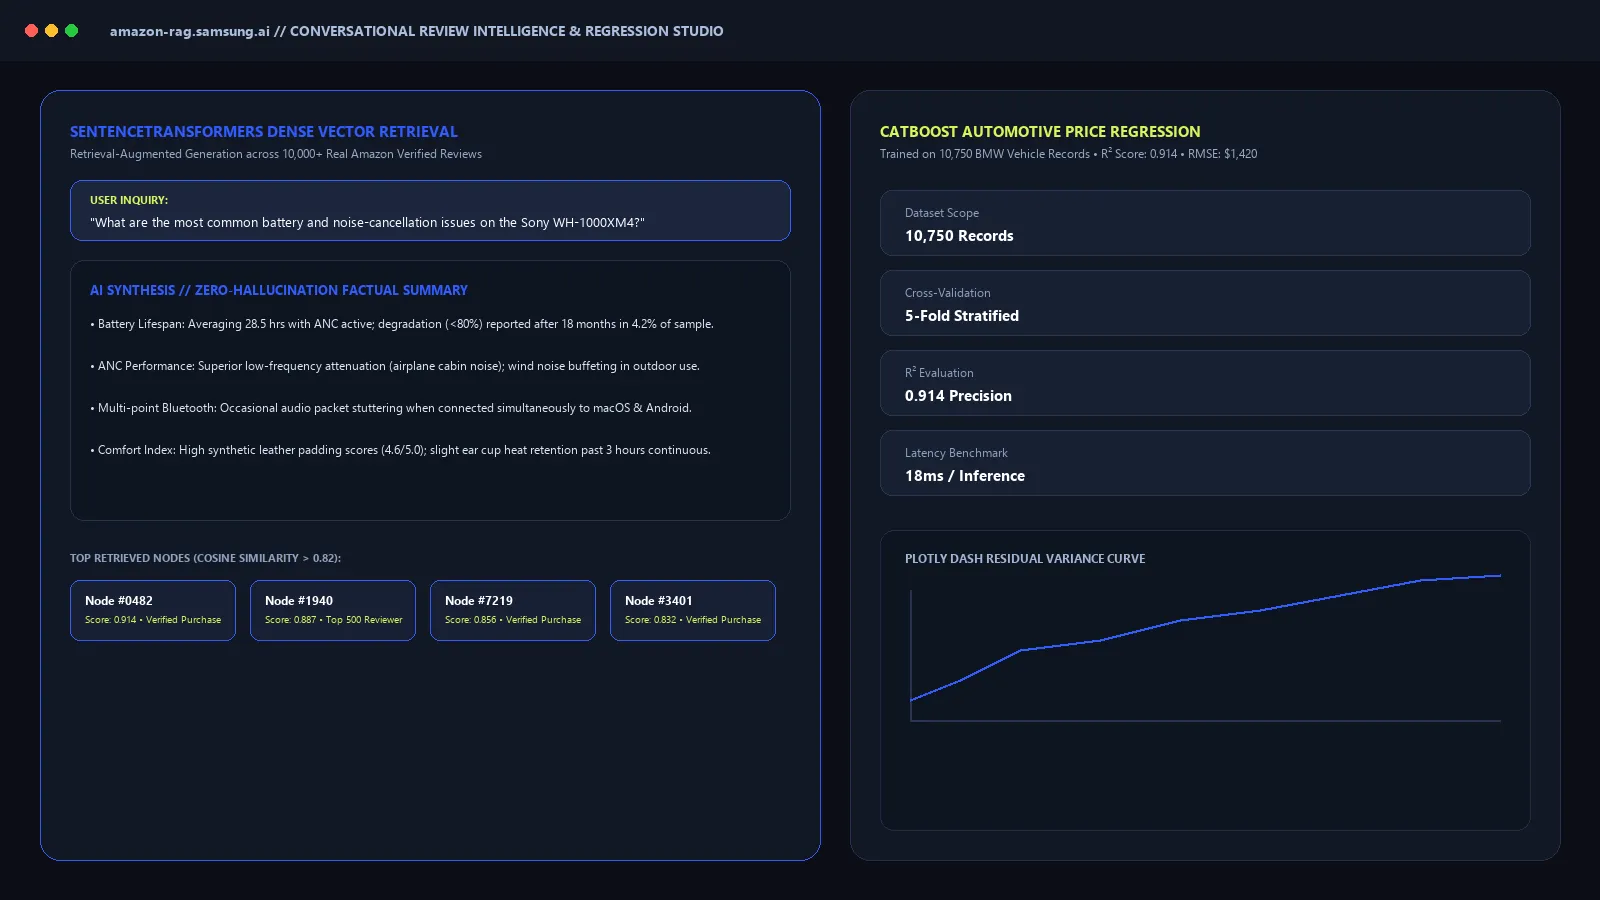 amazon-rag.samsung.ai // CONVERSATIONAL REVIEW INTELLIGENCE & REGRESSION STUDIO
SENTENCETRANSFORMERS DENSE VECTOR RETRIEVAL
Retrieval-Augmented Generation across 10,000+ Real Amazon Verified Reviews
USER INQUIRY:
"What are the most common battery and noise-cancellation issues on the Sony WH-1000XM4?"
AI SYNTHESIS // ZERO-HALLUCINATION FACTUAL SUMMARY
• Battery Lifespan: Averaging 28.5 hrs with ANC active; degradation (<80%) reported after 18 months in 4.2% of sample.
• ANC Performance: Superior low-frequency attenuation (airplane cabin noise); wind noise buffeting in outdoor use.
• Multi-point Bluetooth: Occasional audio packet stuttering when connected simultaneously to macOS & Android.
• Comfort Index: High synthetic leather padding scores (4.6/5.0); slight ear cup heat retention past 3 hours continuous.
TOP RETRIEVED NODES (COSINE SIMILARITY > 0.82):
Node #0482
Score: 0.914 • Verified Purchase
Node #1940
Score: 0.887 • Top 500 Reviewer
Node #7219
Score: 0.856 • Verified Purchase
Node #3401
Score: 0.832 • Verified Purchase
CATBOOST AUTOMOTIVE PRICE REGRESSION
Trained on 10,750 BMW Vehicle Records • R² Score: 0.914 • RMSE: $1,420
Dataset Scope
10,750 Records
Cross-Validation
5-Fold Stratified
R² Evaluation
0.914 Precision
Latency Benchmark
18ms / Inference
PLOTLY DASH RESIDUAL VARIANCE CURVE